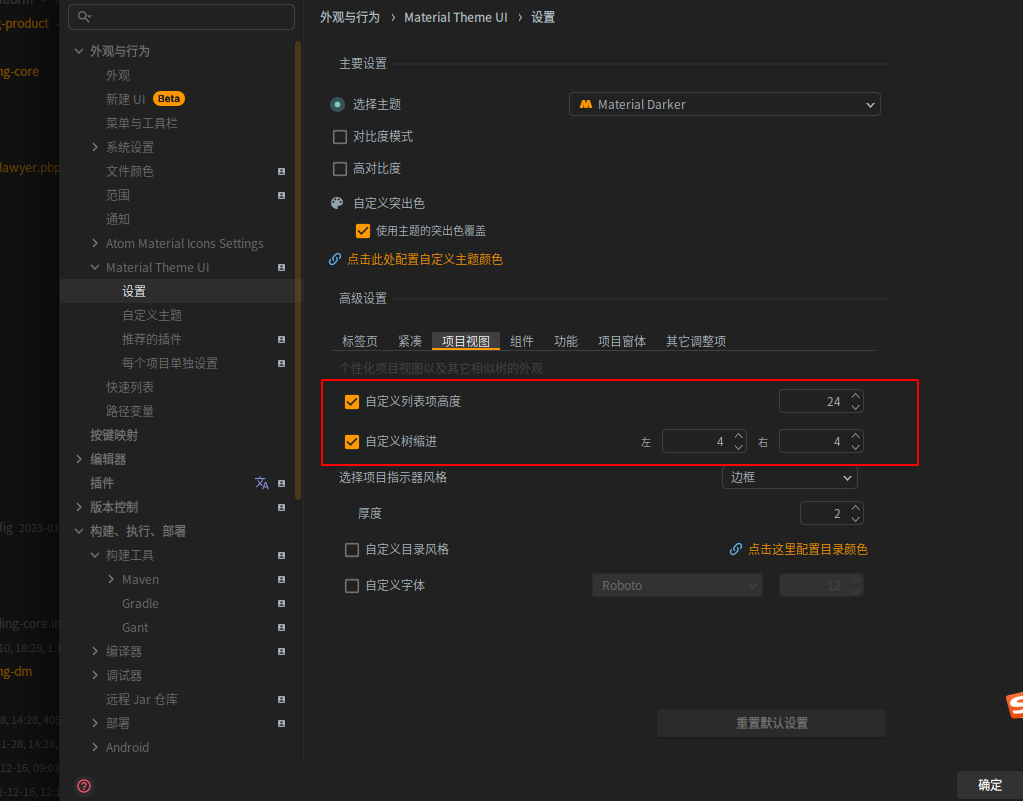 -product
ng-core
lawyer.pbp
fig 2023-01
ling-core.in
10, 18:28, 1.1
ng-dm
8, 14:28, 405
1-28, 14:28,
12-16, 09:01
2-12-16, 12:1
外观与行为
外观
新建 UI Beta
菜单与工具栏
系统设置
文件颜色
范围
通知
Atom Material Icons Settings
Material Theme UI
设置
自定义主题
推荐的插件
每个项目单独设置
快速列表
路径变量
按键映射
编辑器
插件
版本控制
构建、执行、部署
构建工具
Maven
Gradle
Gant
编译器
调试器
远程 Jar 仓库
部署
Android
外观与行为 › Material Theme UI › 设置
主要设置
选择主题 Material Darker
对比度模式
高对比度
自定义突出色
使用主题的突出色覆盖
点击此处配置自定义主题颜色
高级设置
标签页 紧凑 项目视图 组件 功能 项目窗体 其它调整项
个性化项目视图以及其它相似树的外观
自定义列表项高度 24
自定义树缩进 左 4 右 4
选择项目指示器风格 边框
厚度 2
自定义目录风格 点击这里配置目录颜色
自定义字体 Roboto 12
重置默认设置
确定